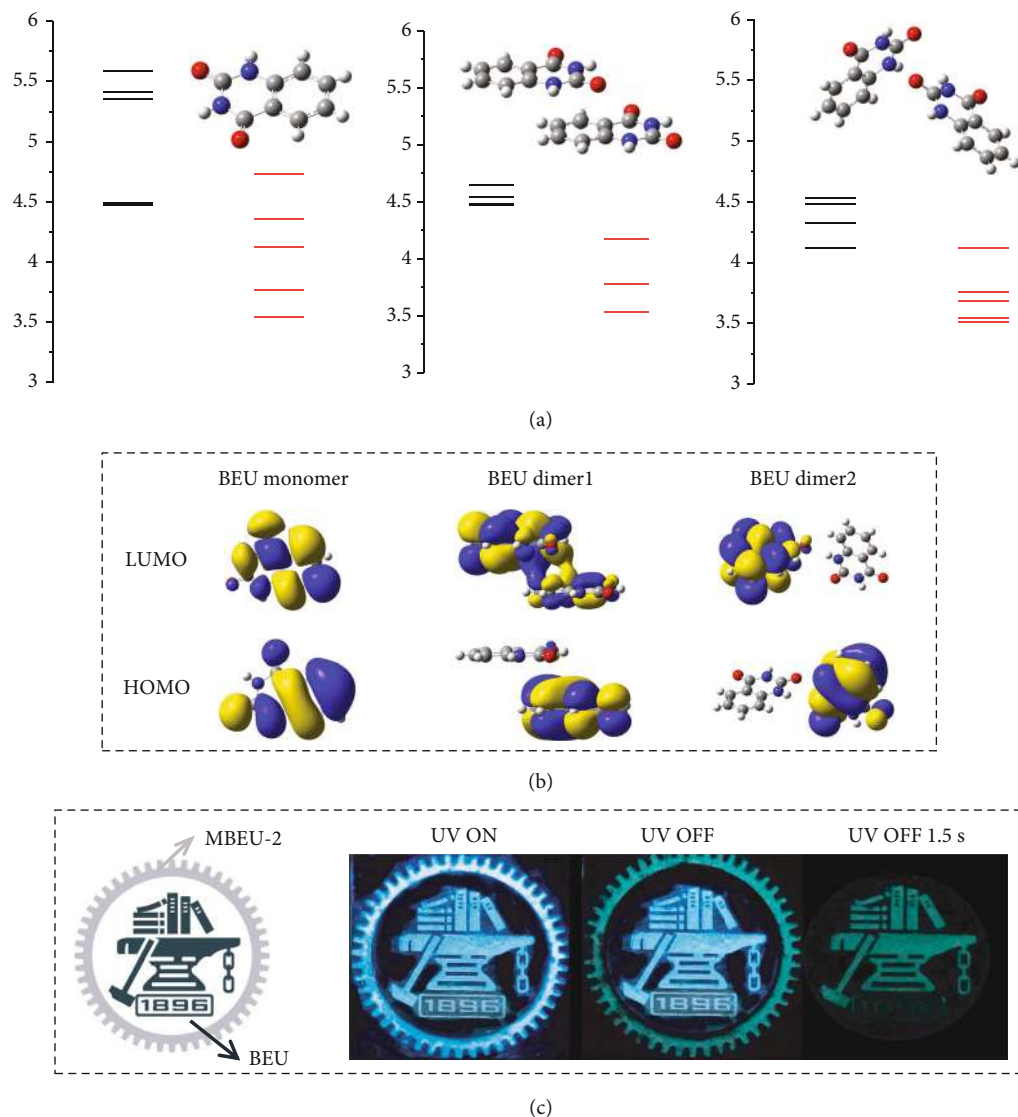 6
5.5
5
4.5
4
3.5
3
6
5.5
5
4.5
4
3.5
3
6
5.5
5
4.5
4
3.5
3
(a)
BEU monomer
BEU dimer1
BEU dimer2
LUMO
HOMO
(b)
MBEU-2
1896
BEU
UV ON
UV OFF
UV OFF 1.5 s
1896
1896
(c)